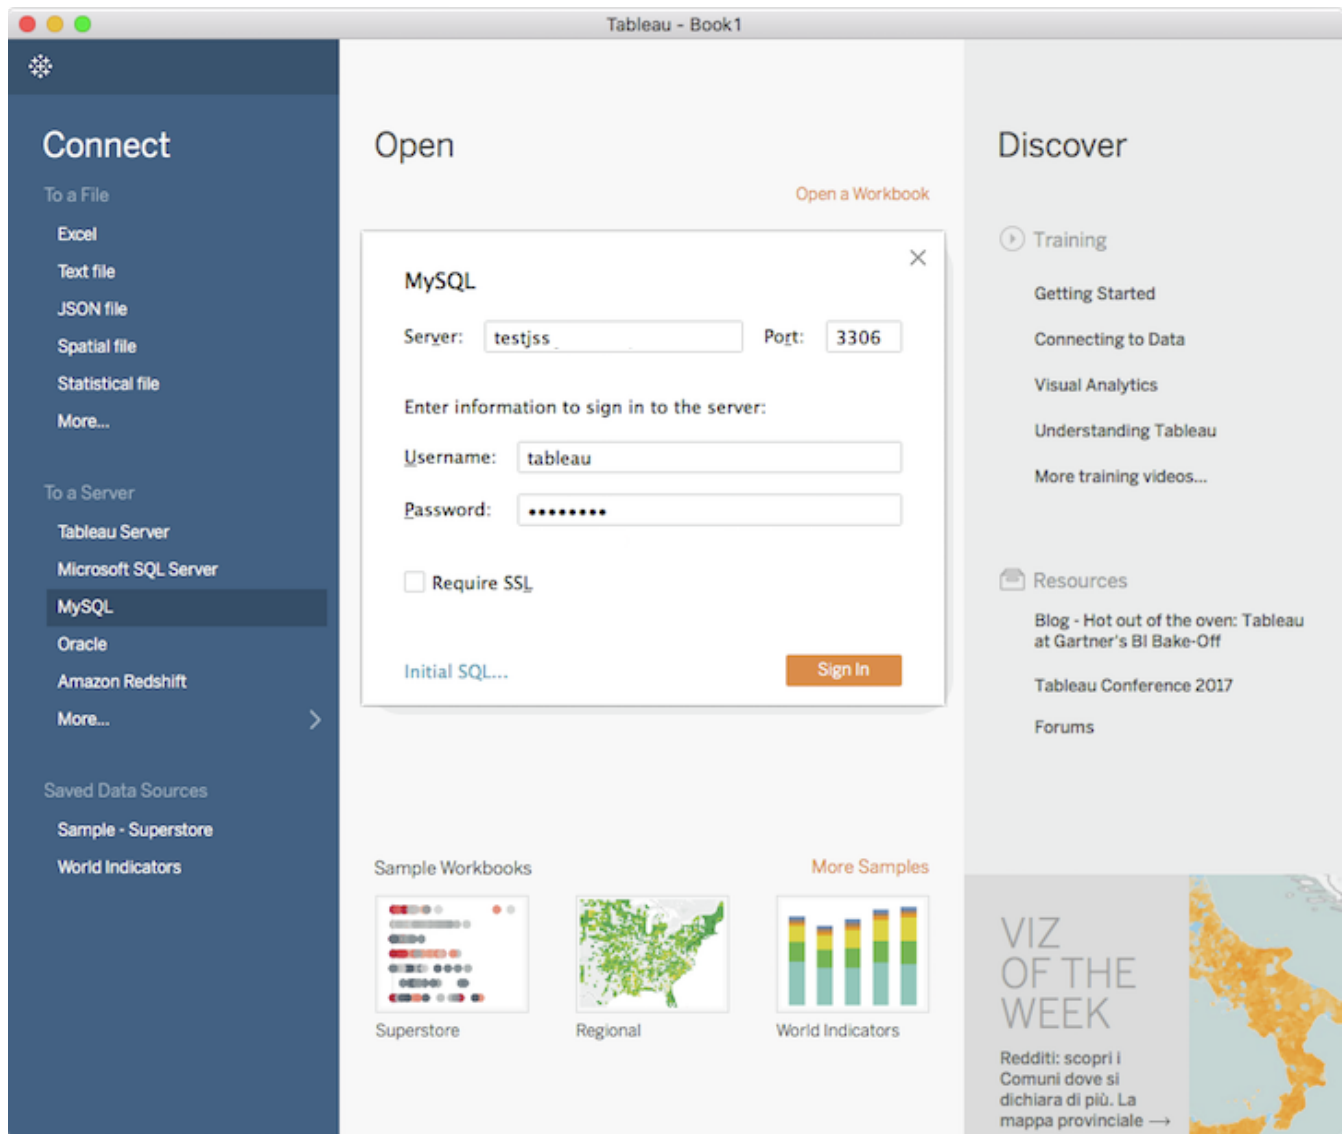 Tableau - Book1
Connect
To a File
Excel
Text file
JSON file
Spatial file
Statistical file
More...
To a Server
Tableau Server
Microsoft SQL Server
MySQL
Oracle
Amazon Redshift
More...
Saved Data Sources
Sample - Superstore
World Indicators
Open
Open a Workbook
MySQL
Server: testjss Port: 3306
Enter information to sign in to the server:
Username: tableau
Password: ••••••••
Require SSL
Initial SQL... Sign In
Sample Workbooks More Samples
Superstore Regional World Indicators
Discover
Training
Getting Started
Connecting to Data
Visual Analytics
Understanding Tableau
More training videos...
Resources
Blog - Hot out of the oven: Tableau
at Gartner's BI Bake-Off
Tableau Conference 2017
Forums
VIZ
OF THE
WEEK
Redditi: scopri i
Comuni dove si
dichiara di più. La
mappa provinciale →